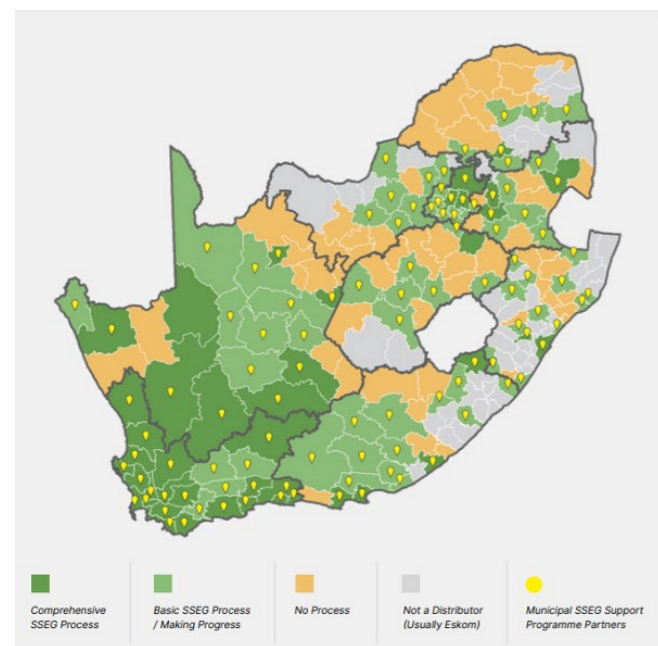 Comprehensive
SSEG Process
Basic SSEG Process
/ Making Progress
No Process
Not a Distributor
(Usually Eskom)
Municipal SSEG Support
Programme Partners